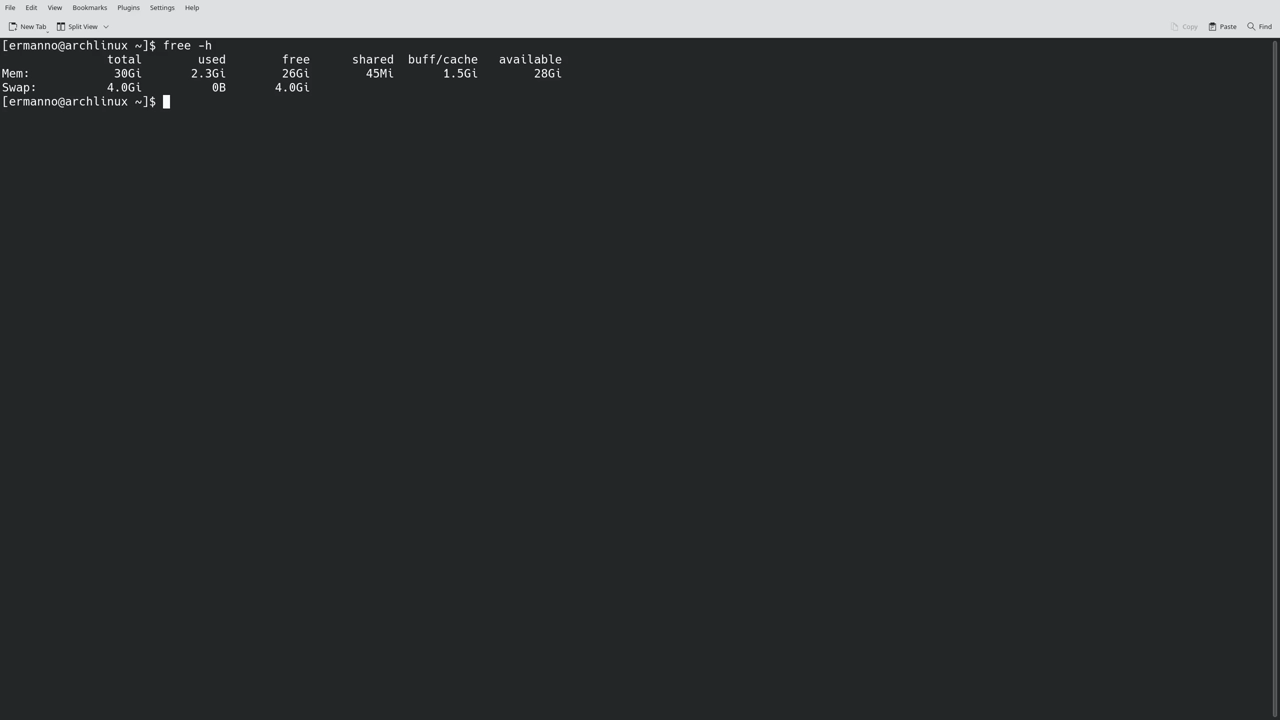 File Edit View Bookmarks Plugins Settings Help
New Tab Split View Copy Paste Find
[ermanno@archlinux ~]$ free -h
total used free shared buff/cache available
Mem: 30Gi 2.3Gi 26Gi 45Mi 1.5Gi 28Gi
Swap: 4.0Gi 0B 4.0Gi
[ermanno@archlinux ~]$